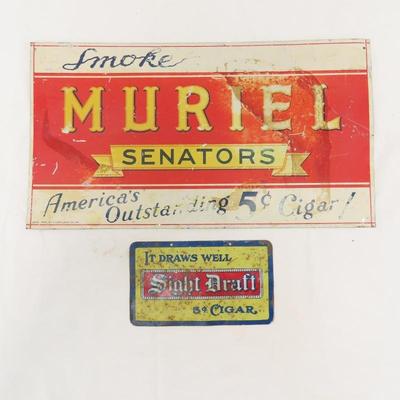 Smoke
MURIEL
SENATORS
America's
Outstanding 5¢ Cigar!
IT DRAWS WELL
Sight Draft
5¢ CIGAR.